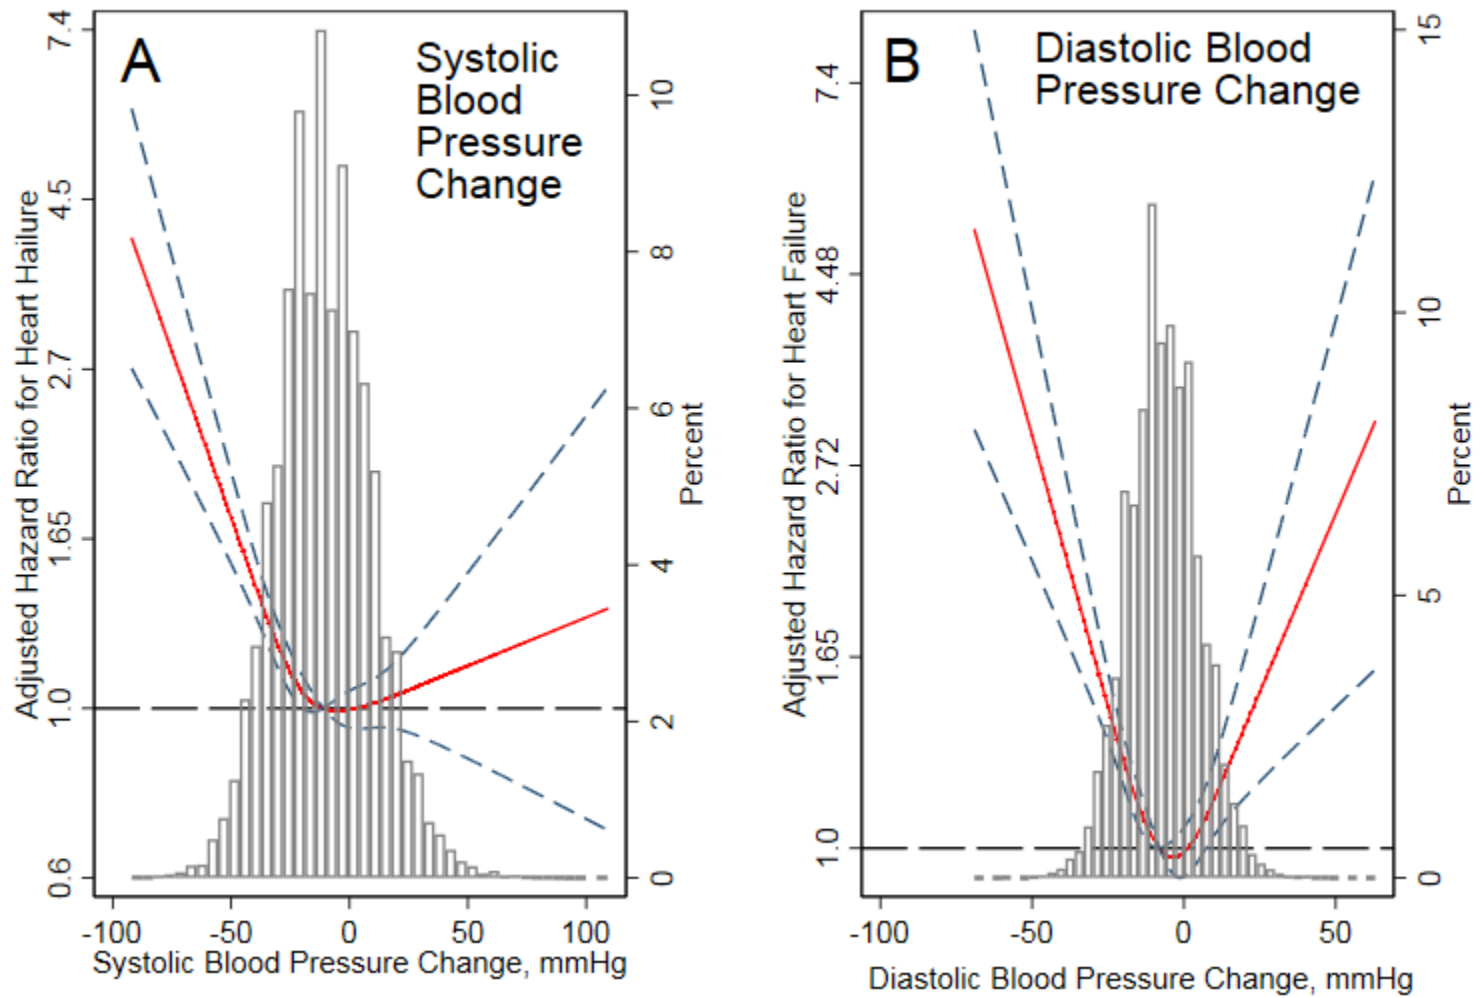 A
Systolic
Blood
Pressure
Change
Adjusted Hazard Ratio for Heart Hailure
7.4
4.5
2.7
1.65
1.0
0.6
10
8
6
4
2
0
Percent
-100
-50
0
50
100
Systolic Blood Pressure Change, mmHg
B
Diastolic Blood
Pressure Change
Adjusted Hazard Ratio for Heart Failure
7.4
4.48
2.72
1.65
1.0
15
10
5
0
Percent
-100
-50
0
50
Diastolic Blood Pressure Change, mmHg